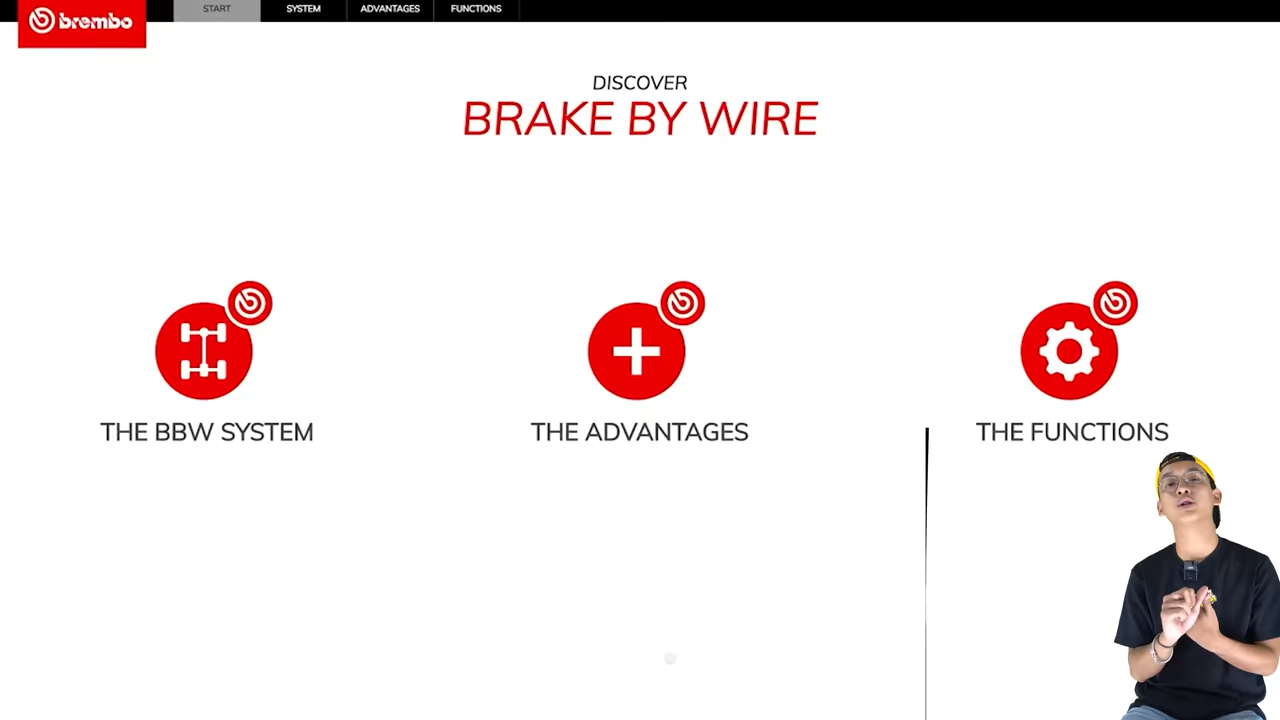 brembo
START
SYSTEM
ADVANTAGES
FUNCTIONS
DISCOVER
BRAKE BY WIRE
THE BBW SYSTEM
THE ADVANTAGES
THE FUNCTIONS